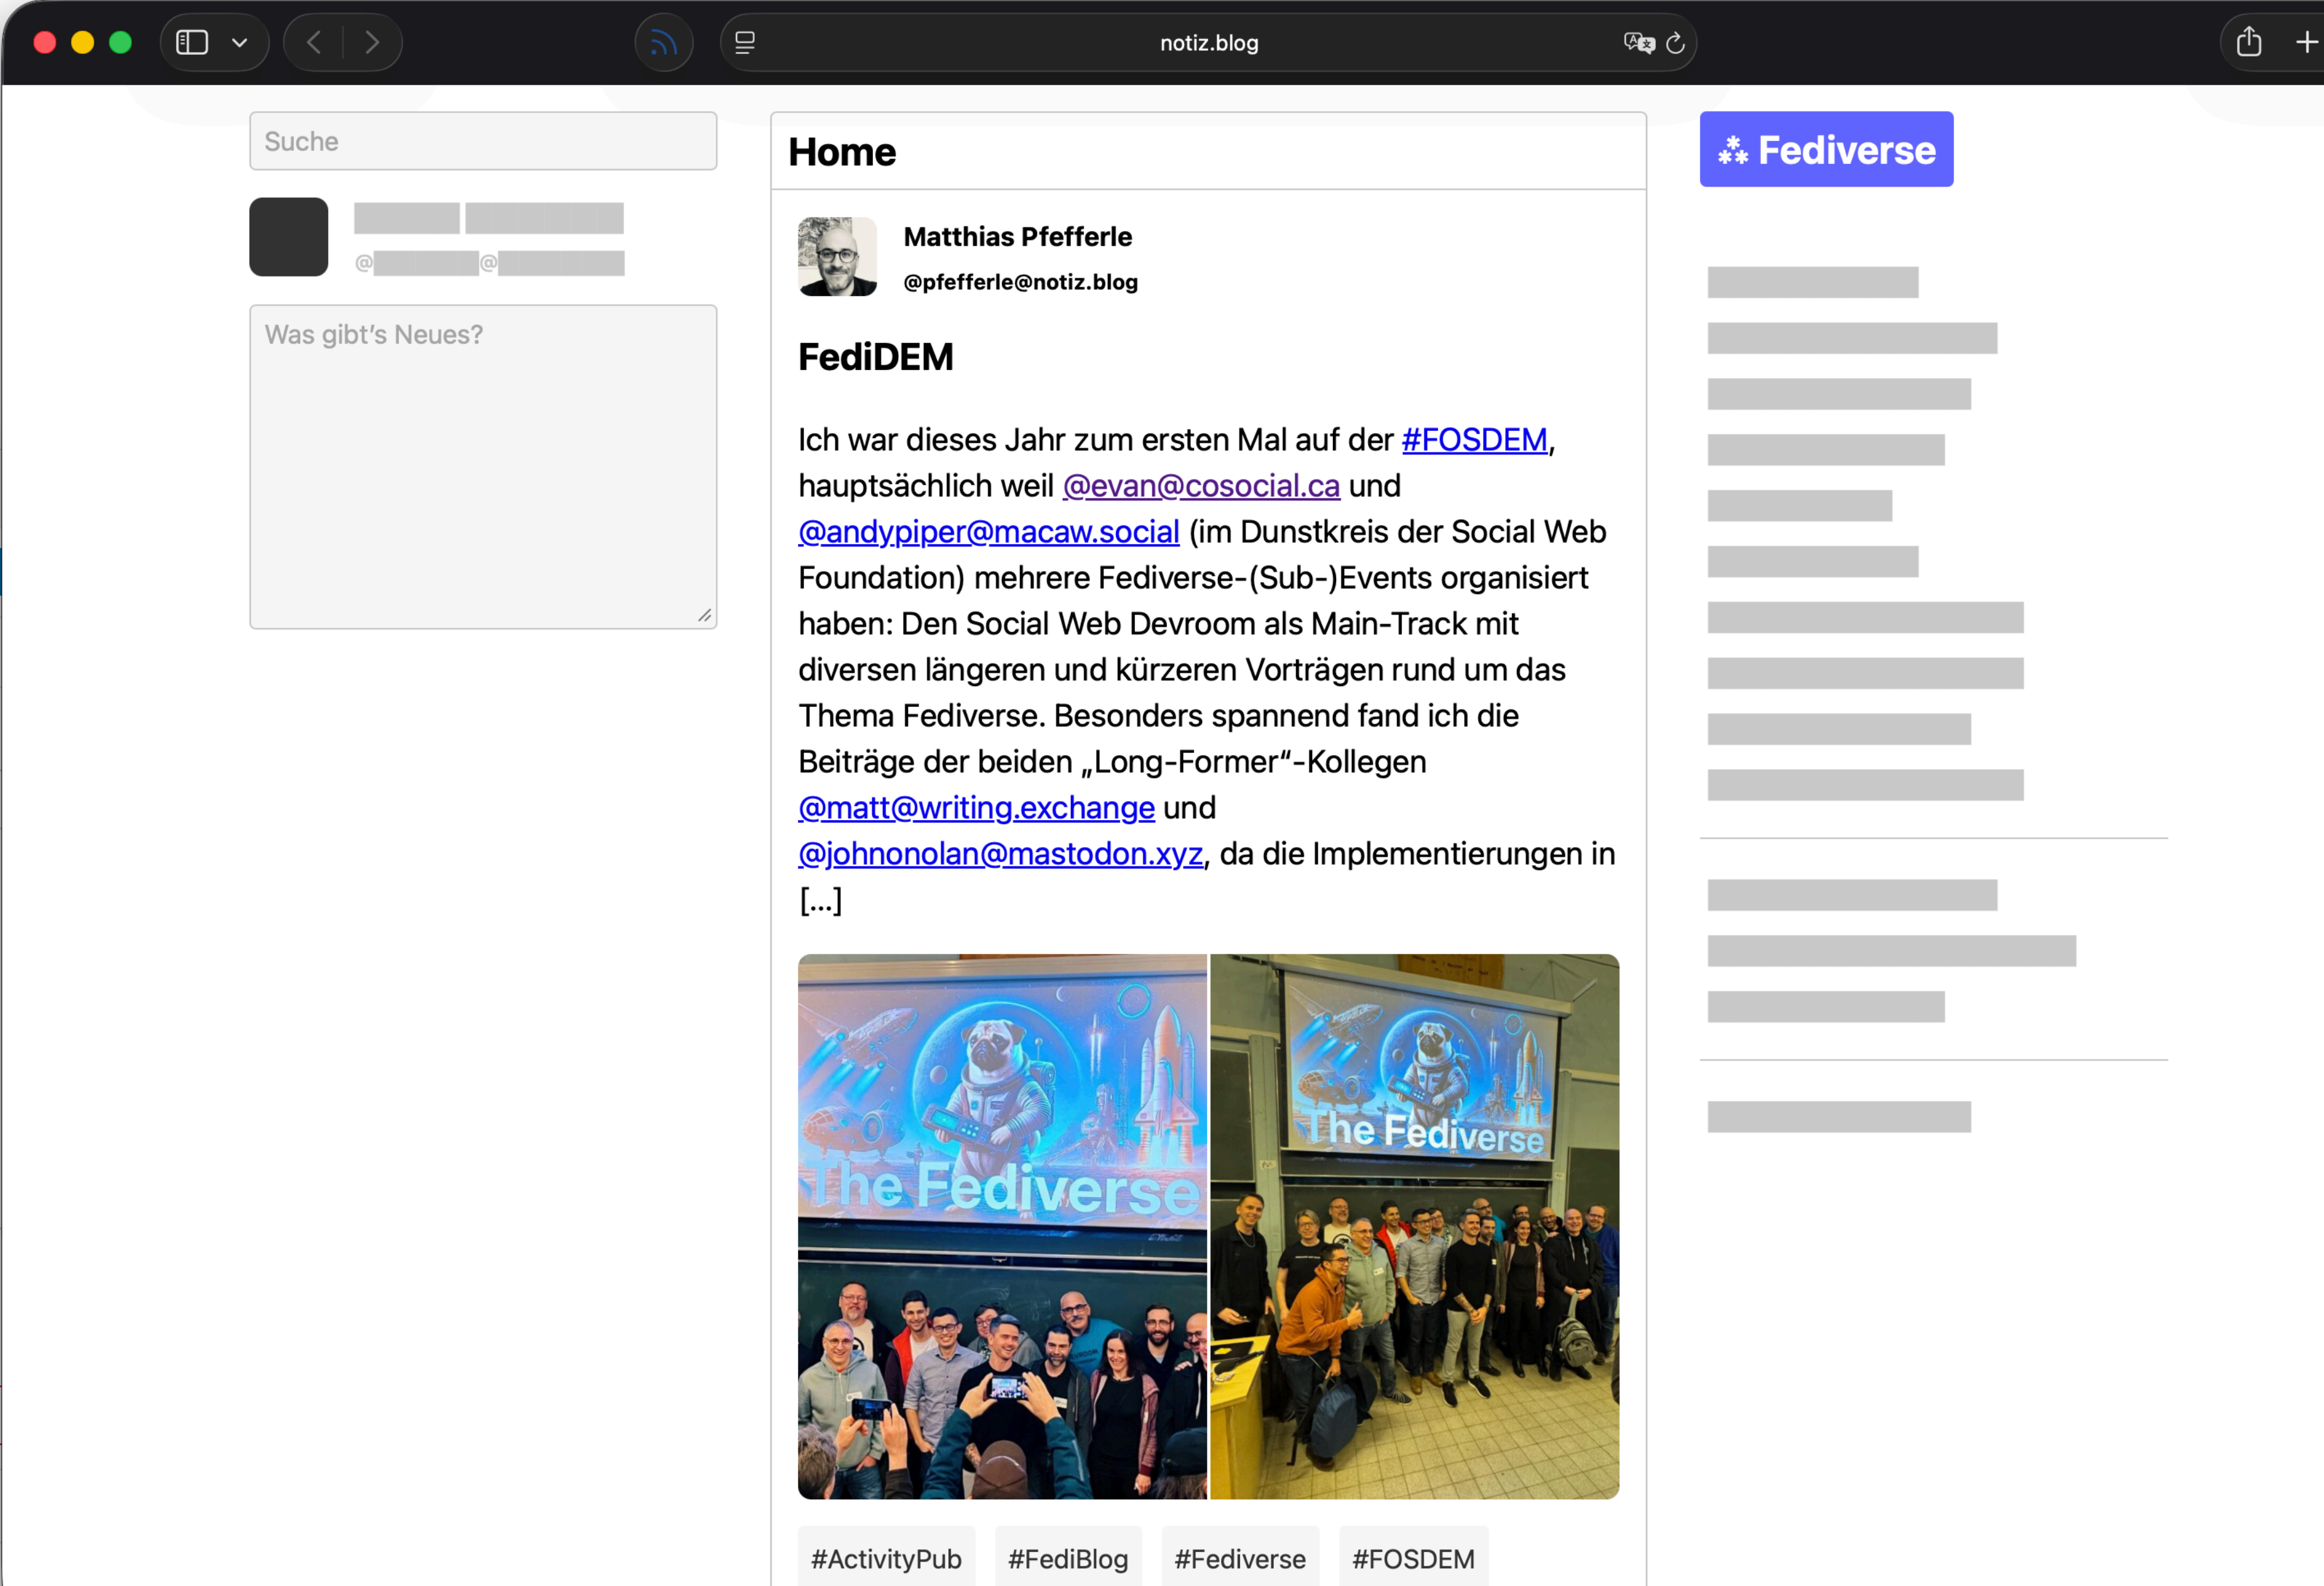 notiz.blog
Suche
@ @
Was gibt's Neues?
Home
Matthias Pfefferle
@pfefferle@notiz.blog
FediDEM
Ich war dieses Jahr zum ersten Mal auf der #FOSDEM,
hauptsächlich weil @evan@cosocial.ca und
@andypiper@macaw.social (im Dunstkreis der Social Web
Foundation) mehrere Fediverse-(Sub-)Events organisiert
haben: Den Social Web Devroom als Main-Track mit
diversen längeren und kürzeren Vorträgen rund um das
Thema Fediverse. Besonders spannend fand ich die
Beiträge der beiden „Long-Former“-Kollegen
@matt@writing.exchange und
@johnonolan@mastodon.xyz, da die Implementierungen in
[...]
The Fediverse
The Fediverse
#ActivityPub #FediBlog #Fediverse #FOSDEM
⁂ Fediverse